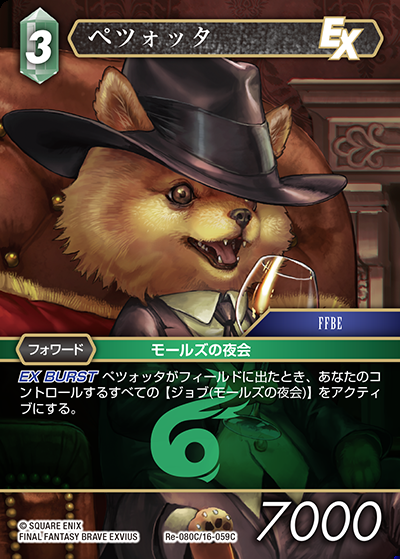 3
ペツォッタ
EX
FFBE
フォワード
モールズの夜会
EX BURST ペツォッタがフィールドに出たとき、あなたのコ
ントロールするすべての【ジョブ(モールズの夜会)】をアクティ
ブにする。
© SQUARE ENIX
FINAL FANTASY BRAVE EXVIUS
Re-080C/16-059C
7000